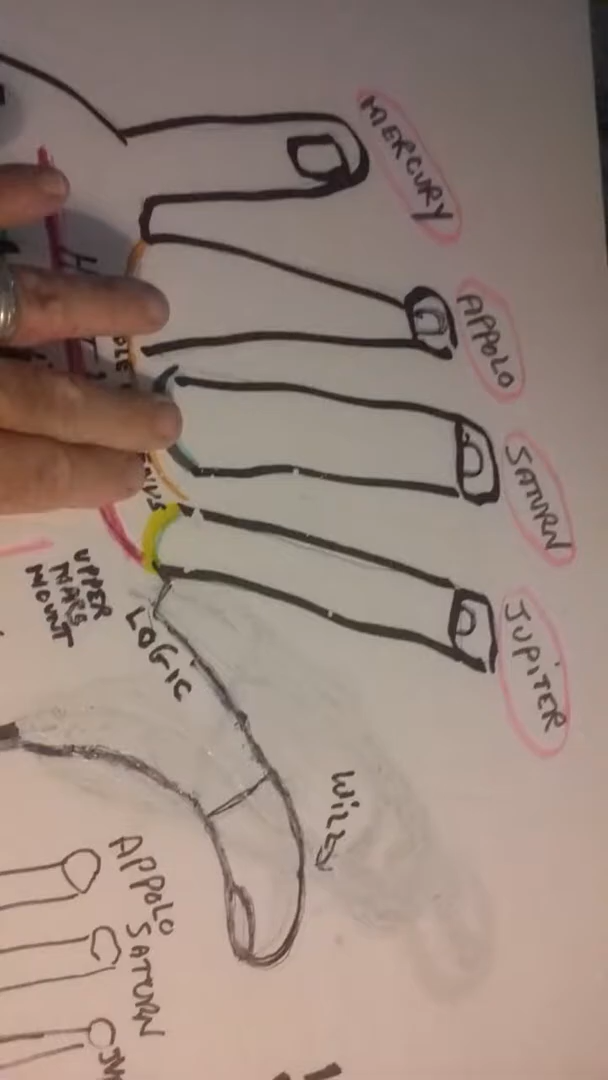 MERCURY
APPOLO
SATURN
JUPITER
UPPER
MARS
MOUNT
LOGIC
WILL
APPOLO
SATURN